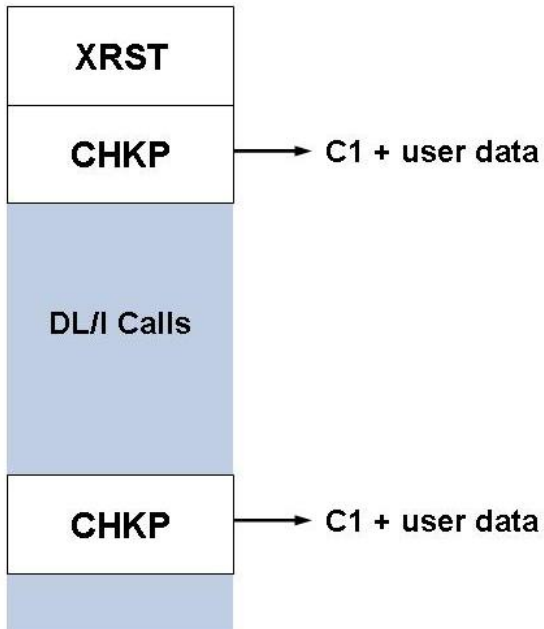 XRST
CHKP
C1 + user data
DL/I Calls
CHKP
C1 + user data